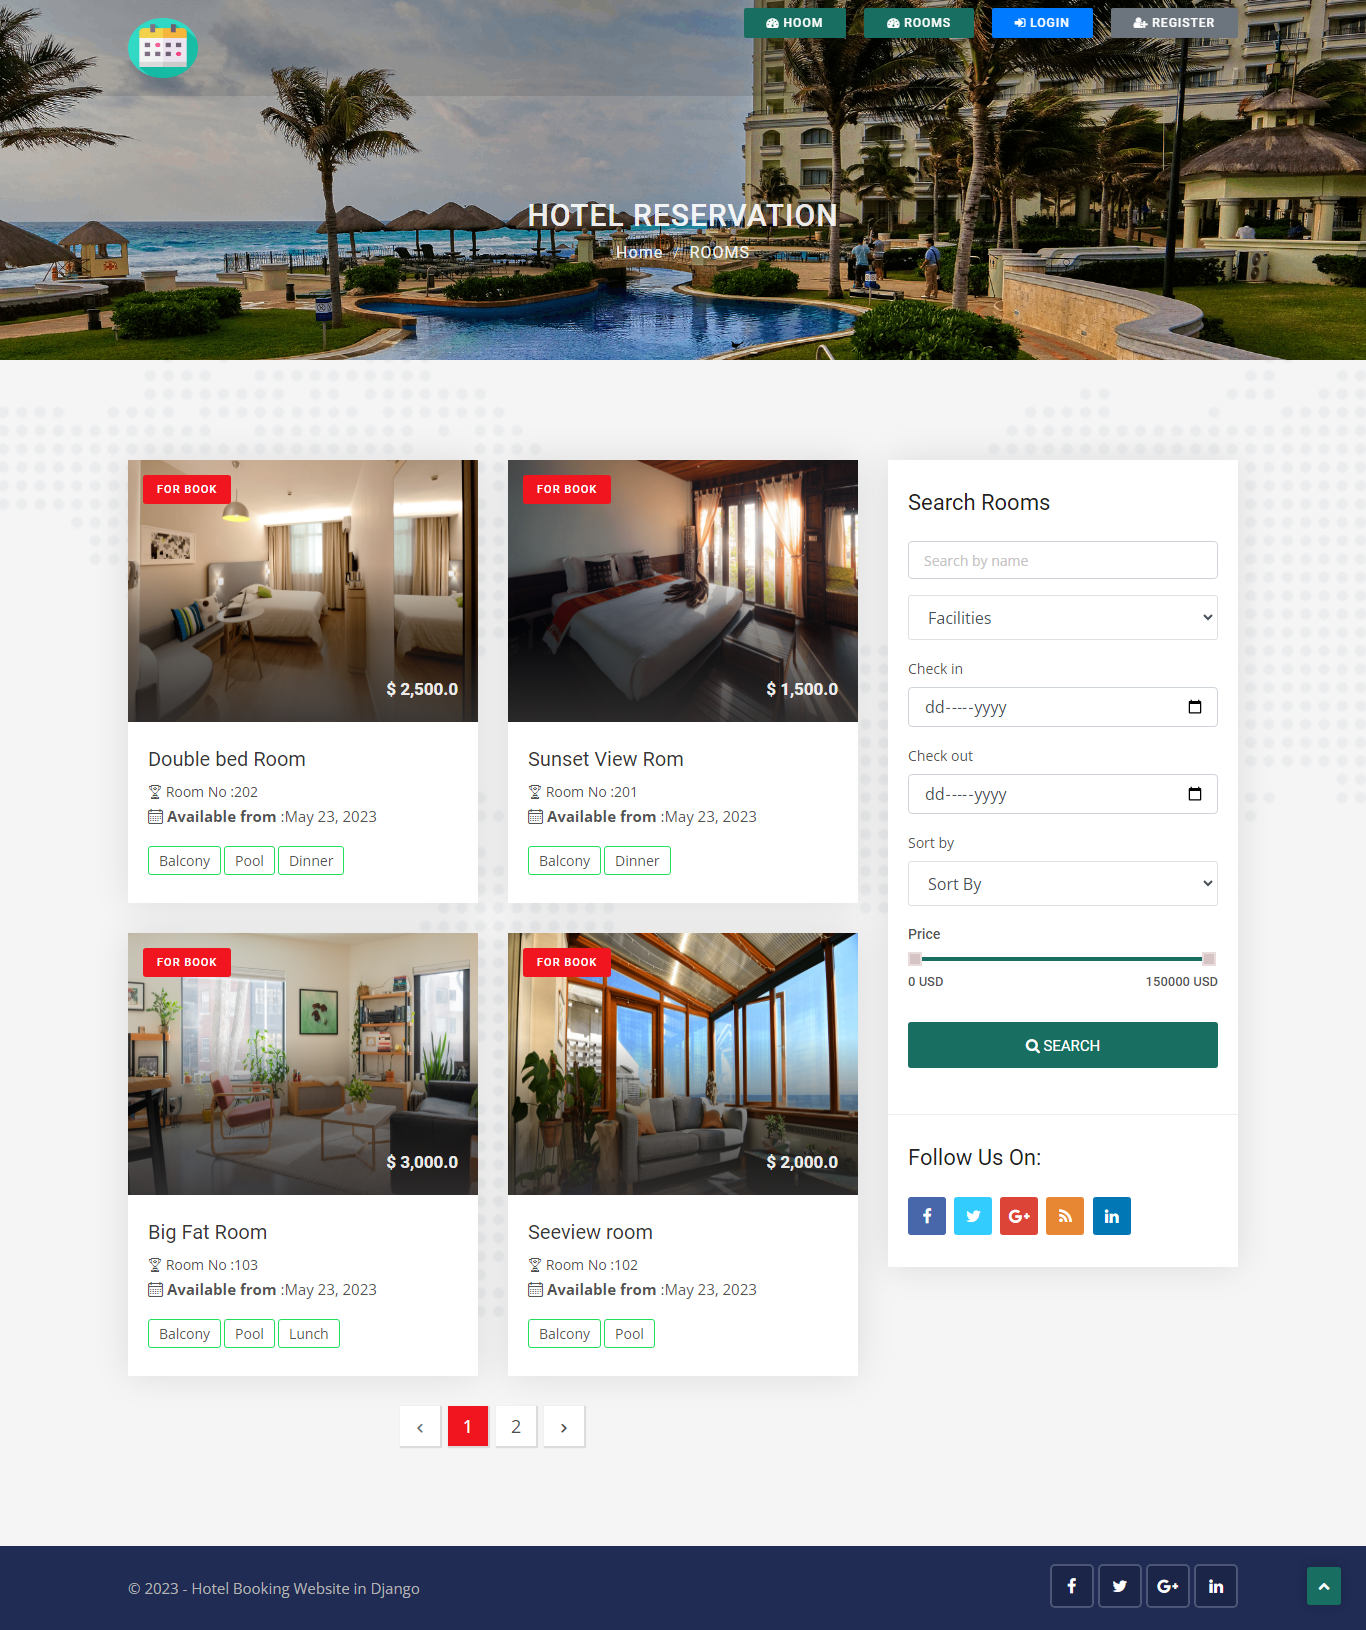 HOOM
ROOMS
LOGIN
REGISTER
HOTEL RESERVATION
Home / ROOMS
FOR BOOK
$ 2,500.0
Double bed Room
Room No :202
Available from :May 23, 2023
Balcony Pool Dinner
FOR BOOK
$ 1,500.0
Sunset View Rom
Room No :201
Available from :May 23, 2023
Balcony Dinner
FOR BOOK
$ 3,000.0
Big Fat Room
Room No :103
Available from :May 23, 2023
Balcony Pool Lunch
FOR BOOK
$ 2,000.0
Seeview room
Room No :102
Available from :May 23, 2023
Balcony Pool
‹ 1 2 ›
Search Rooms
Search by name
Facilities
Check in
dd-----yyyy
Check out
dd-----yyyy
Sort by
Sort By
Price
0 USD 150000 USD
SEARCH
Follow Us On:
© 2023 - Hotel Booking Website in Django